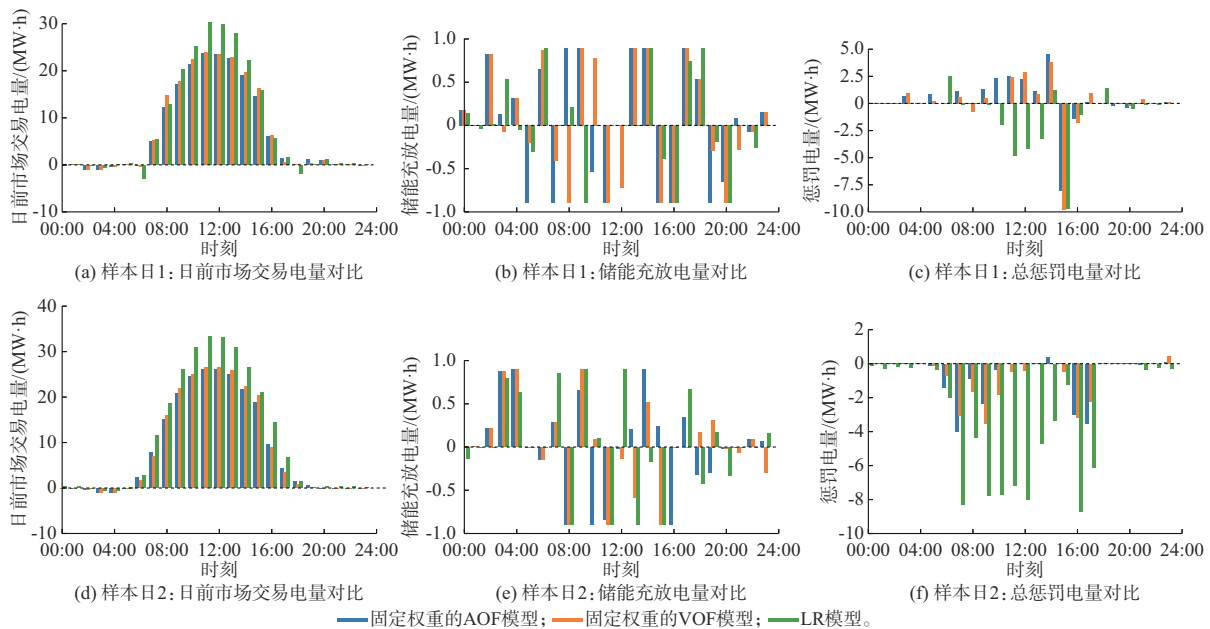 日前市场交易电量/(MW·h)
30
20
10
0
-10
00:00 04:00 08:00 12:00 16:00 20:00 24:00
时刻
(a) 样本日1:日前市场交易电量对比
储能充放电量/(MW·h)
1.0
0.5
0
-0.5
-1.0
00:00 04:00 08:00 12:00 16:00 20:00 24:00
时刻
(b) 样本日1:储能充放电量对比
惩罚电量/(MW·h)
5.0
2.5
0
-2.5
-5.0
-7.5
-10.0
00:00 04:00 08:00 12:00 16:00 20:00 24:00
时刻
(c) 样本日1:总惩罚电量对比
日前市场交易电量/(MW·h)
40
30
20
10
0
-10
00:00 04:00 08:00 12:00 16:00 20:00 24:00
时刻
(d) 样本日2:日前市场交易电量对比
储能充放电量/(MW·h)
1.0
0.5
0
-0.5
-1.0
00:00 04:00 08:00 12:00 16:00 20:00 24:00
时刻
(e) 样本日2:储能充放电量对比
惩罚电量/(MW·h)
2
0
-2
-4
-6
-8
-10
00:00 04:00 08:00 12:00 16:00 20:00 24:00
时刻
(f) 样本日2:总惩罚电量对比
固定权重的AOF模型; 固定权重的VOF模型; LR模型。